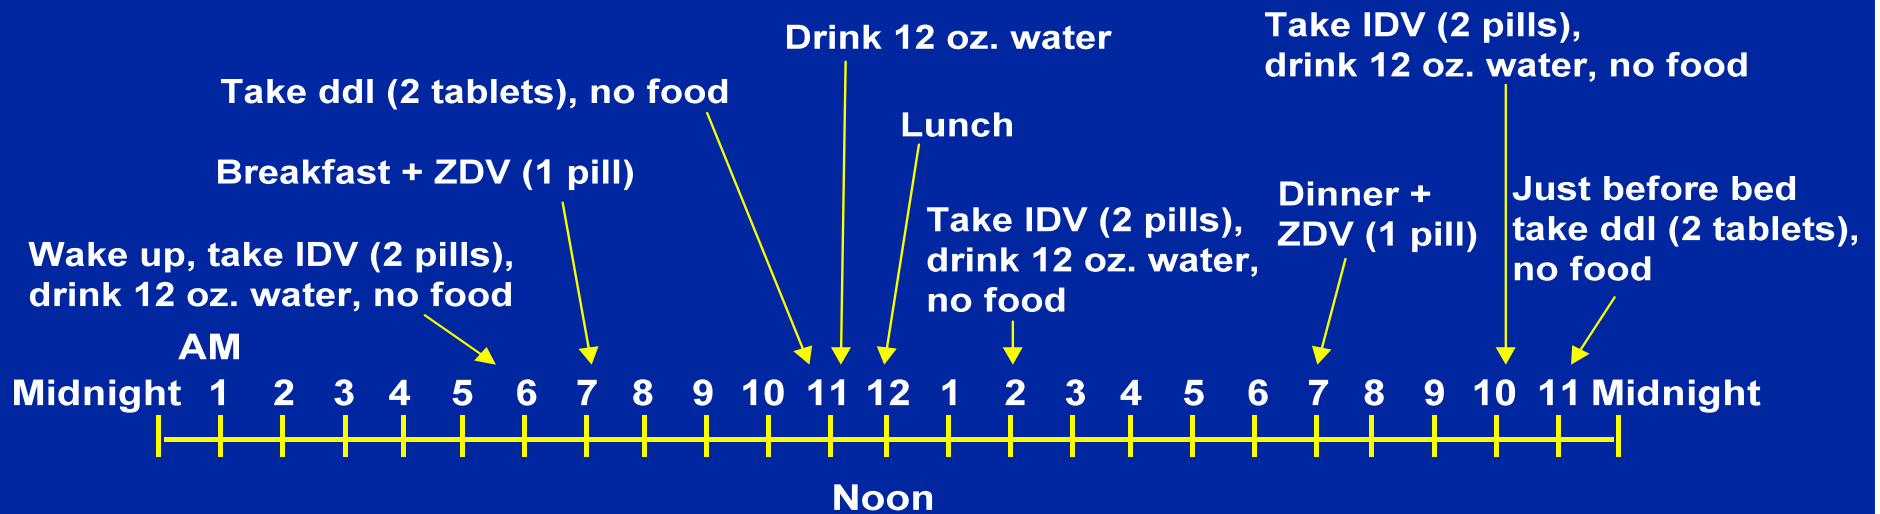 Drink 12 oz. water
Take IDV (2 pills),
drink 12 oz. water, no food
Take ddl (2 tablets), no food
Lunch
Breakfast + ZDV (1 pill)
Take IDV (2 pills),
drink 12 oz. water,
no food
Dinner +
ZDV (1 pill)
Just before bed
take ddl (2 tablets),
no food
Wake up, take IDV (2 pills),
drink 12 oz. water, no food
AM
Midnight 1 2 3 4 5 6 7 8 9 10 11 12 1 2 3 4 5 6 7 8 9 10 11 Midnight
Noon